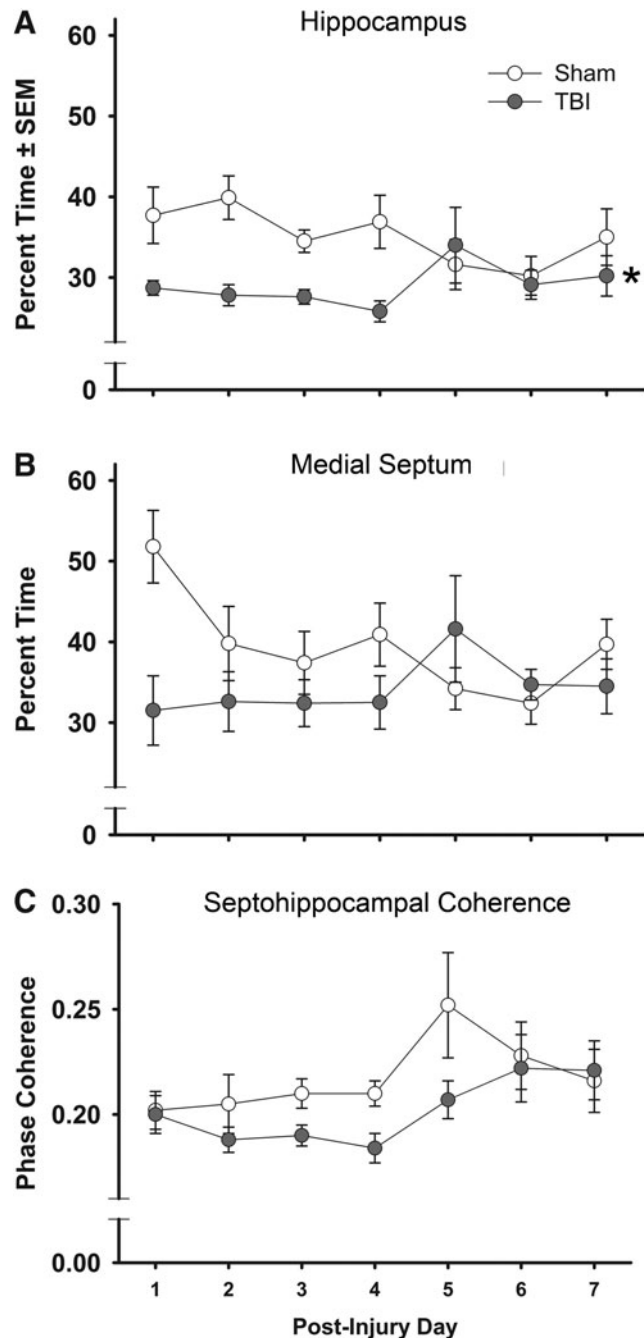 A
Hippocampus
60
50
40
30
0
Percent Time ± SEM
Sham
TBI
*
B
Medial Septum
60
50
40
30
0
Percent Time
C
Septohippocampal Coherence
0.30
0.25
0.20
0.00
Phase Coherence
1 2 3 4 5 6 7
Post-Injury Day